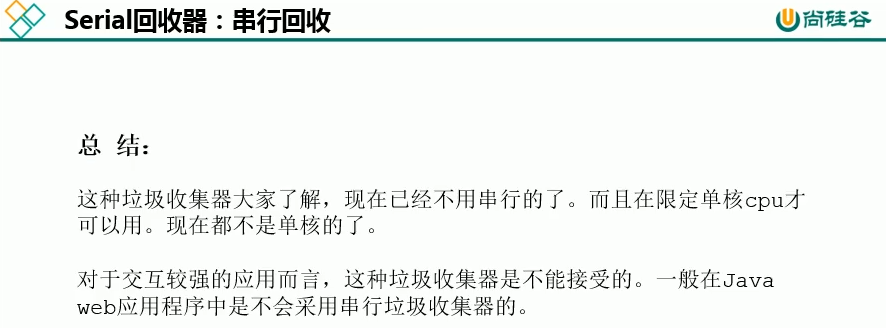 Serial回收器：串行回收
尚硅谷
总 结：
这种垃圾收集器大家了解，现在已经不用串行的了。而且在限定单核cpu才
可以用。现在都不是单核的了。
对于交互较强的应用而言，这种垃圾收集器是不能接受的。一般在Java
web应用程序中是不会采用串行垃圾收集器的。